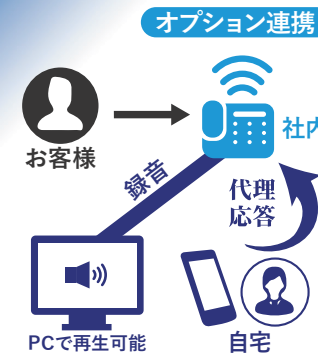 オプション連携
お客様
社内
録音
代理
応答
PCで再生可能
自宅